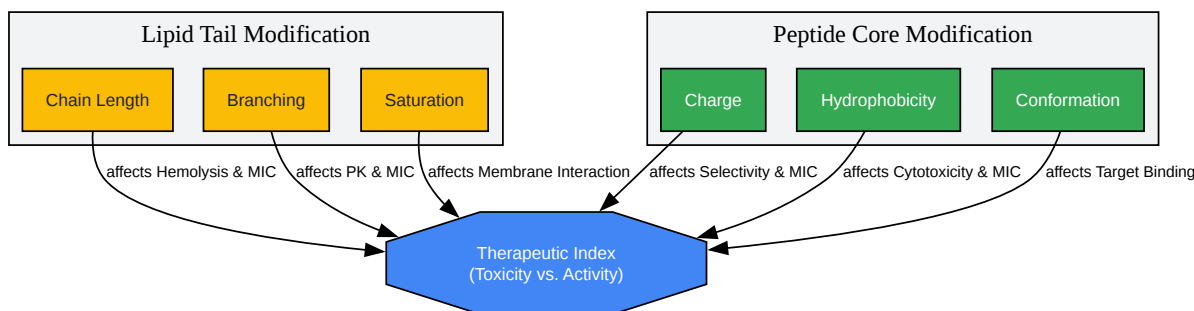 Lipid Tail Modification
Peptide Core Modification
Chain Length
Branching
Saturation
Charge
Hydrophobicity
Conformation
affects Hemolysis & MIC
affects PK & MIC
affects Membrane Interaction
affects Selectivity & MIC
affects Cytotoxicity & MIC
affects Target Binding
Therapeutic Index
(Toxicity vs. Activity)